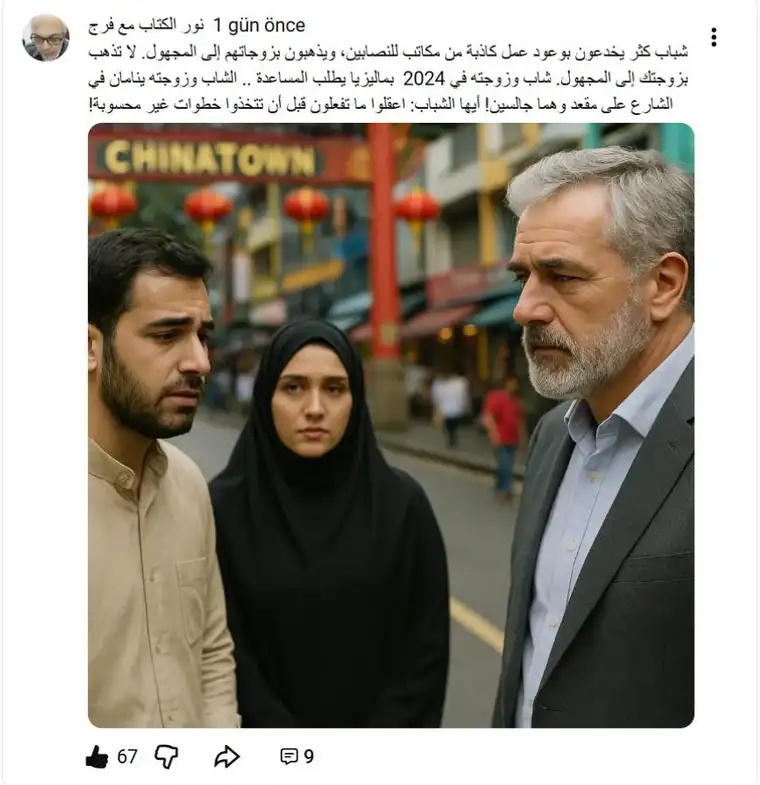 نور الكتاب مع فرج 1 gün önce
شباب كثر يخدعون بوعود عمل كاذبة من مكاتب للنصابين، ويذهبون بزوجاتهم إلى المجهول. لا تذهب
بزوجتك إلى المجهول. شاب وزوجته في 2024 بماليزيا يطلب المساعدة .. الشاب وزوجته ينامان في
الشارع على مقعد وهما جالسين! أيها الشباب: اعقلوا ما تفعلون قبل أن تتخذوا خطوات غير محسوبة!
CHINATOWN
67 9